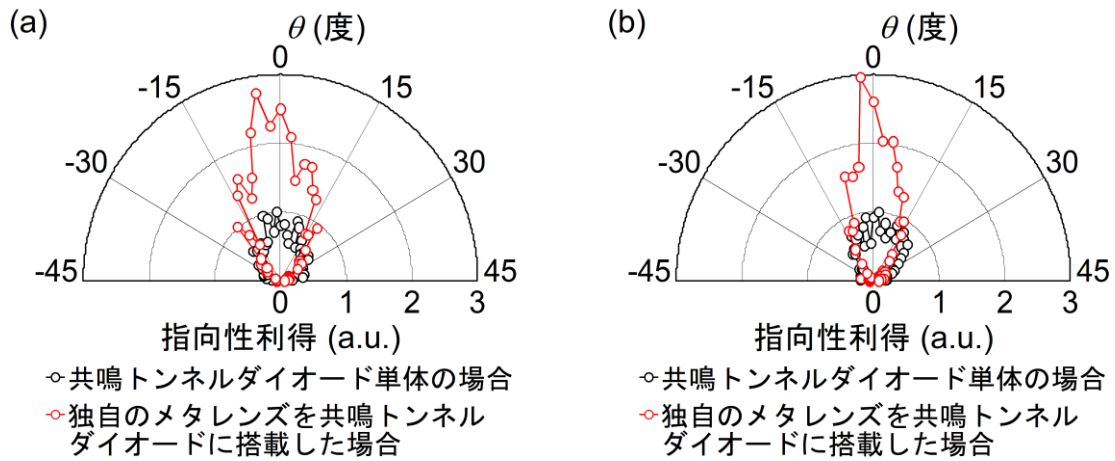 (a)
θ (度)
0
-15
15
-30
30
-45
45
0
1
2
3
指向性利得 (a.u.)
共鳴トンネルダイオード単体の場合
独自のメタレンズを共鳴トンネル
ダイオードに搭載した場合
(b)
θ (度)
0
-15
15
-30
30
-45
45
0
1
2
3
指向性利得 (a.u.)
共鳴トンネルダイオード単体の場合
独自のメタレンズを共鳴トンネル
ダイオードに搭載した場合